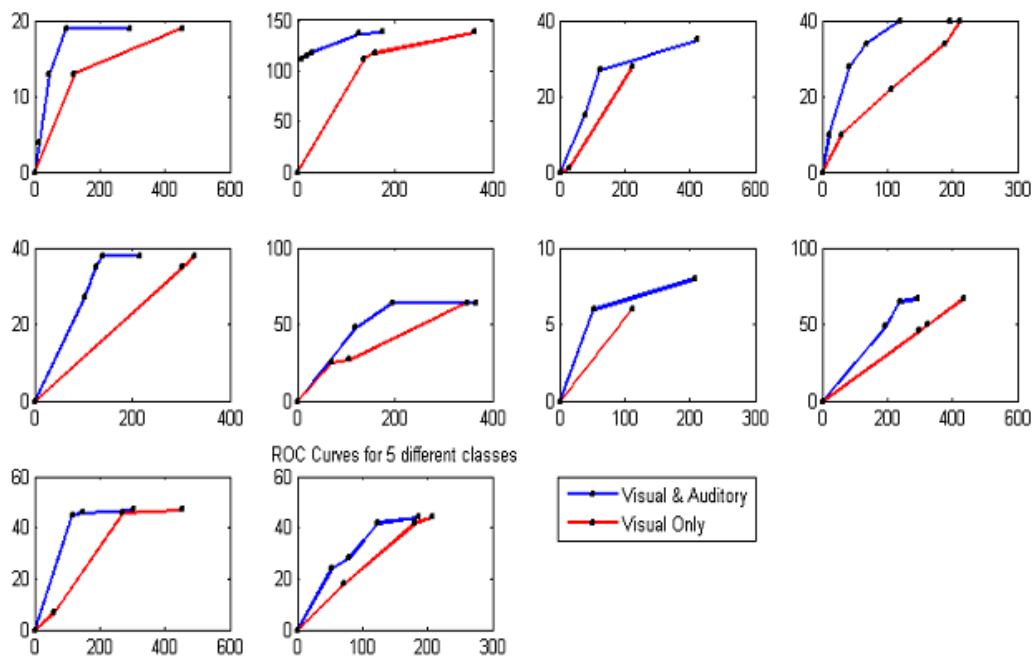 20 150 40 40
100
10 20 20
50
0 0 0 0
0 200 400 600 0 200 400 0 100 200 300 0 100 200 300
40 100 10 100
20 50 5 50
0 0 0 0
0 200 400 0 200 400 0 100 200 300 0 200 400 600
ROC Curves for 5 different classes
60 60
Visual & Auditory
40 40
Visual Only
20 20
0 0
0 200 400 600 0 100 200 300